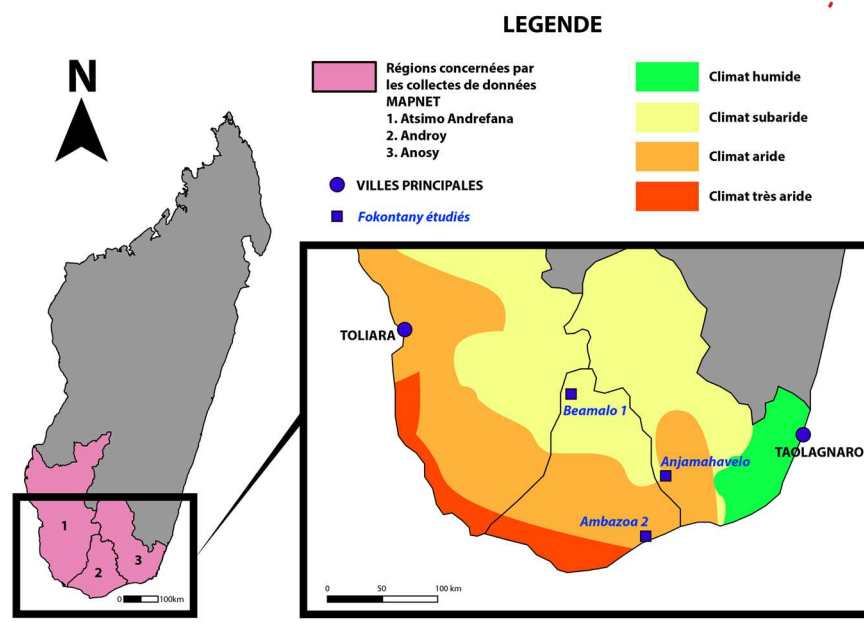 LEGENDE
N
Régions concernées par
les collectes de données
MAPNET
1. Atsimo Andrefana
2. Androy
3. Anosy
VILLES PRINCIPALES
Fokontany étudiés
Climat humide
Climat subaride
Climat aride
Climat très aride
1
2
3
0 100km
TOLIARA
Beamalo 1
TAOLAGNARO
Anjamahavelo
Ambazoa 2
0 50 100 km